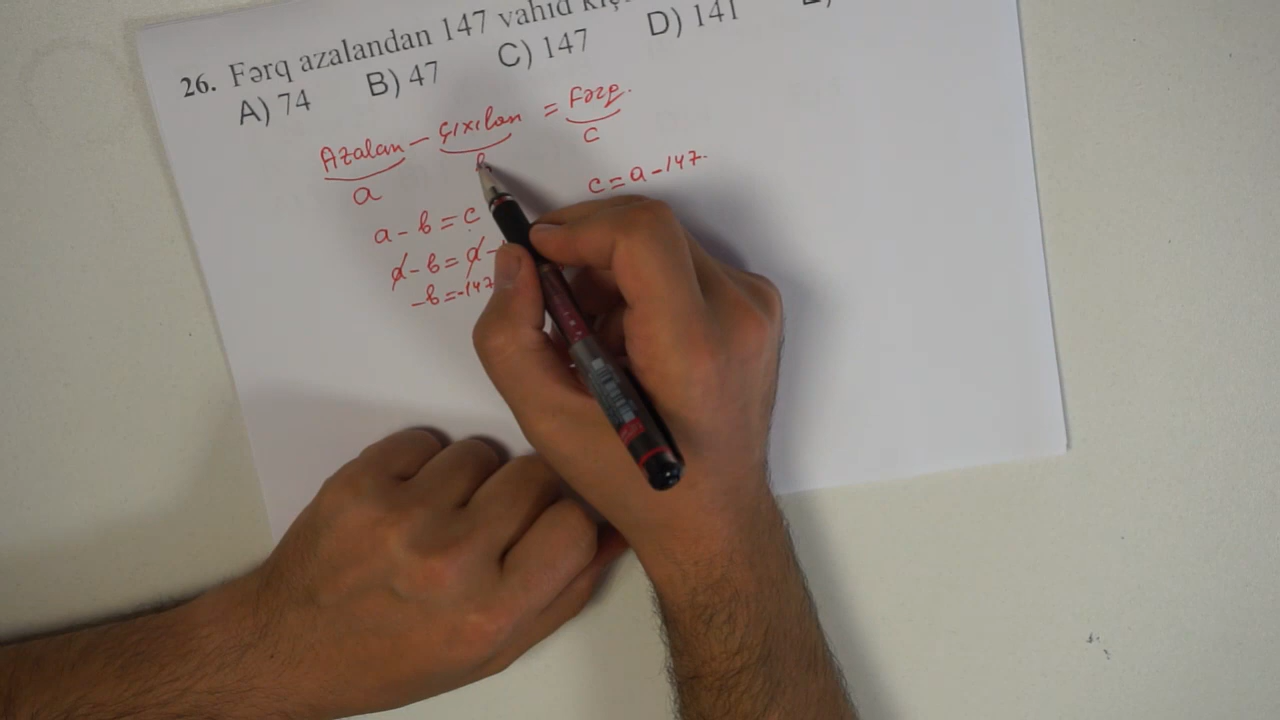 26. Fərq azalandan 147 vahid
A) 74 B) 47 C) 147 D) 141
Azalan – Çıxılan = Fərq.
a b c
c = a – 147.
a – b = c
a – b = a –
–b = –147